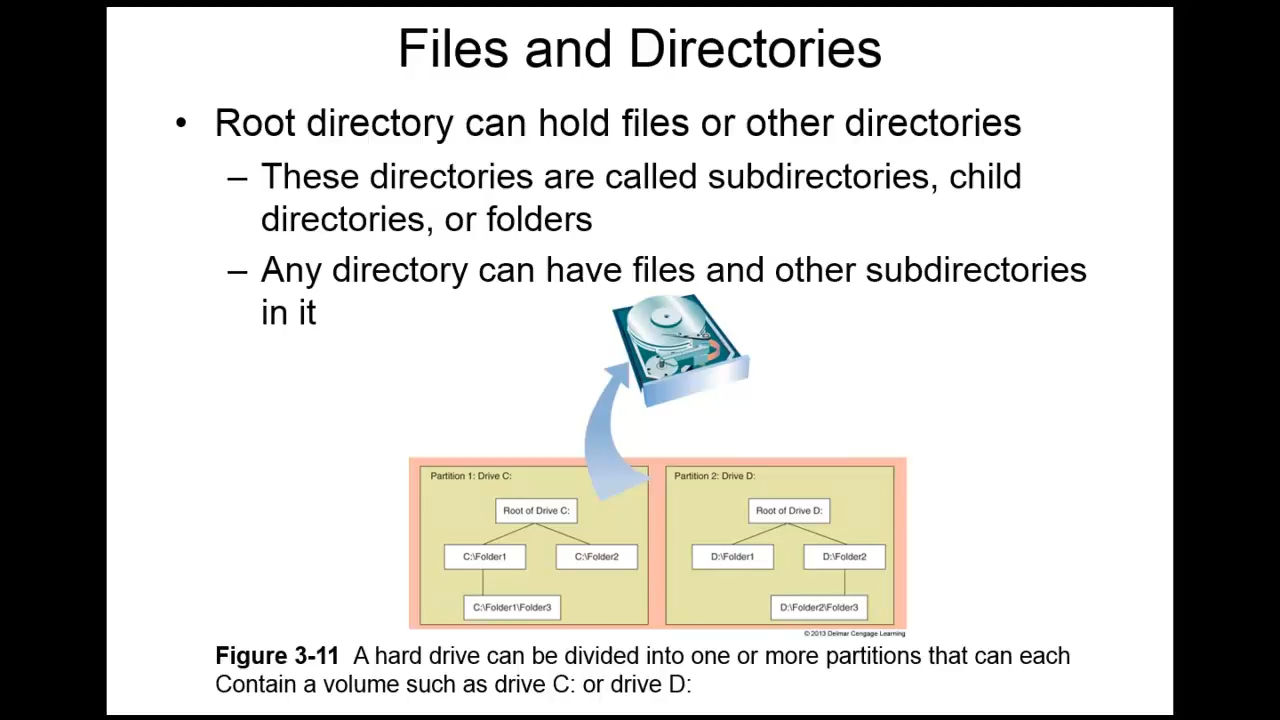 Files and Directories
• Root directory can hold files or other directories
– These directories are called subdirectories, child
directories, or folders
– Any directory can have files and other subdirectories
in it
Partition 1: Drive C:
Root of Drive C:
C:\Folder1
C:\Folder2
C:\Folder1\Folder3
Partition 2: Drive D:
Root of Drive D:
D:\Folder1
D:\Folder2
D:\Folder2\Folder3
© 2013 Delmar Cengage Learning
Figure 3-11 A hard drive can be divided into one or more partitions that can each
Contain a volume such as drive C: or drive D: